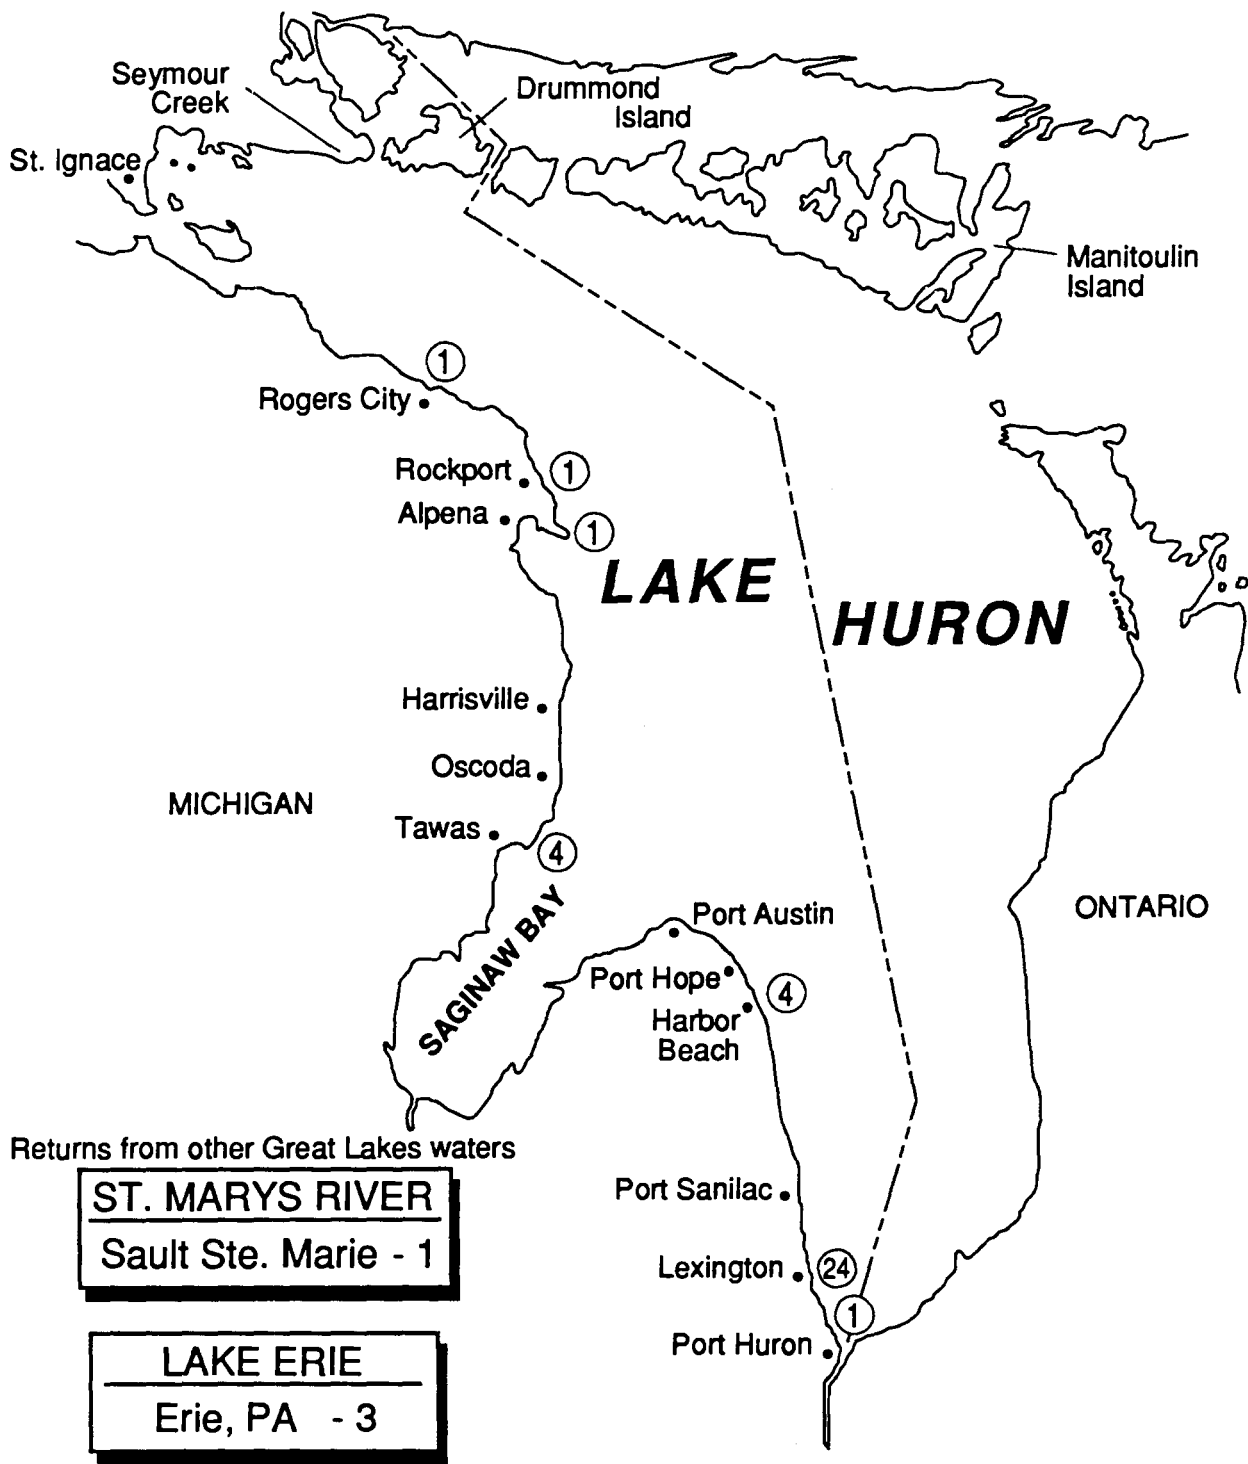 Seymour
Creek
Drummond
Island
St. Ignace
Manitoulin
Island
1
Rogers City
Rockport
1
Alpena
1
LAKE
HURON
Harrisville
Oscoda
MICHIGAN
Tawas
4
SAGINAW BAY
ONTARIO
Port Austin
Port Hope
4
Harbor
Beach
Returns from other Great Lakes waters
ST. MARYS RIVER
Sault Ste. Marie - 1
Port Sanilac
Lexington
24
1
Port Huron
LAKE ERIE
Erie, PA - 3